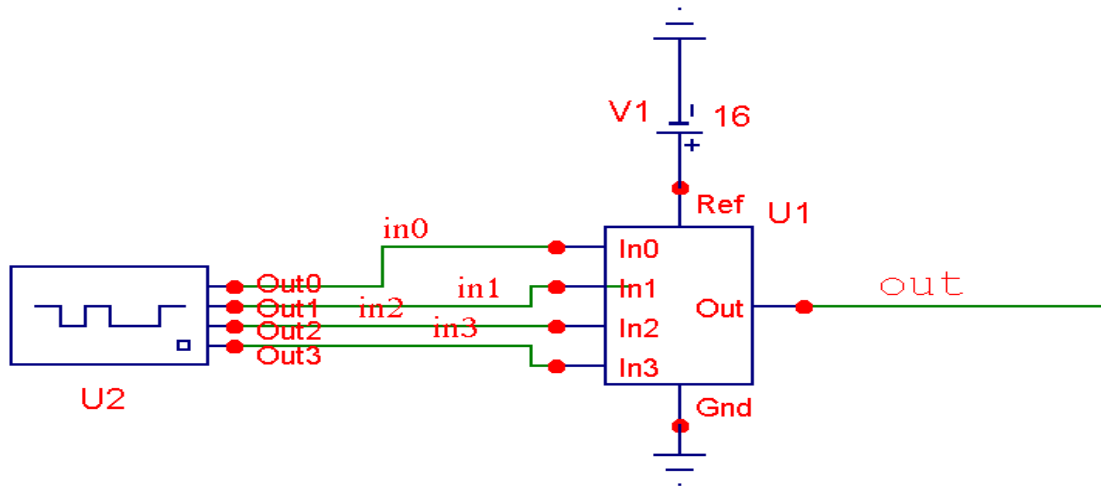 V1
-
16
+
Ref
U1
in0
In0
Out0
in1
In1
Out1
in2
out
Out
Out2
in3
In2
Out3
In3
U2
Gnd